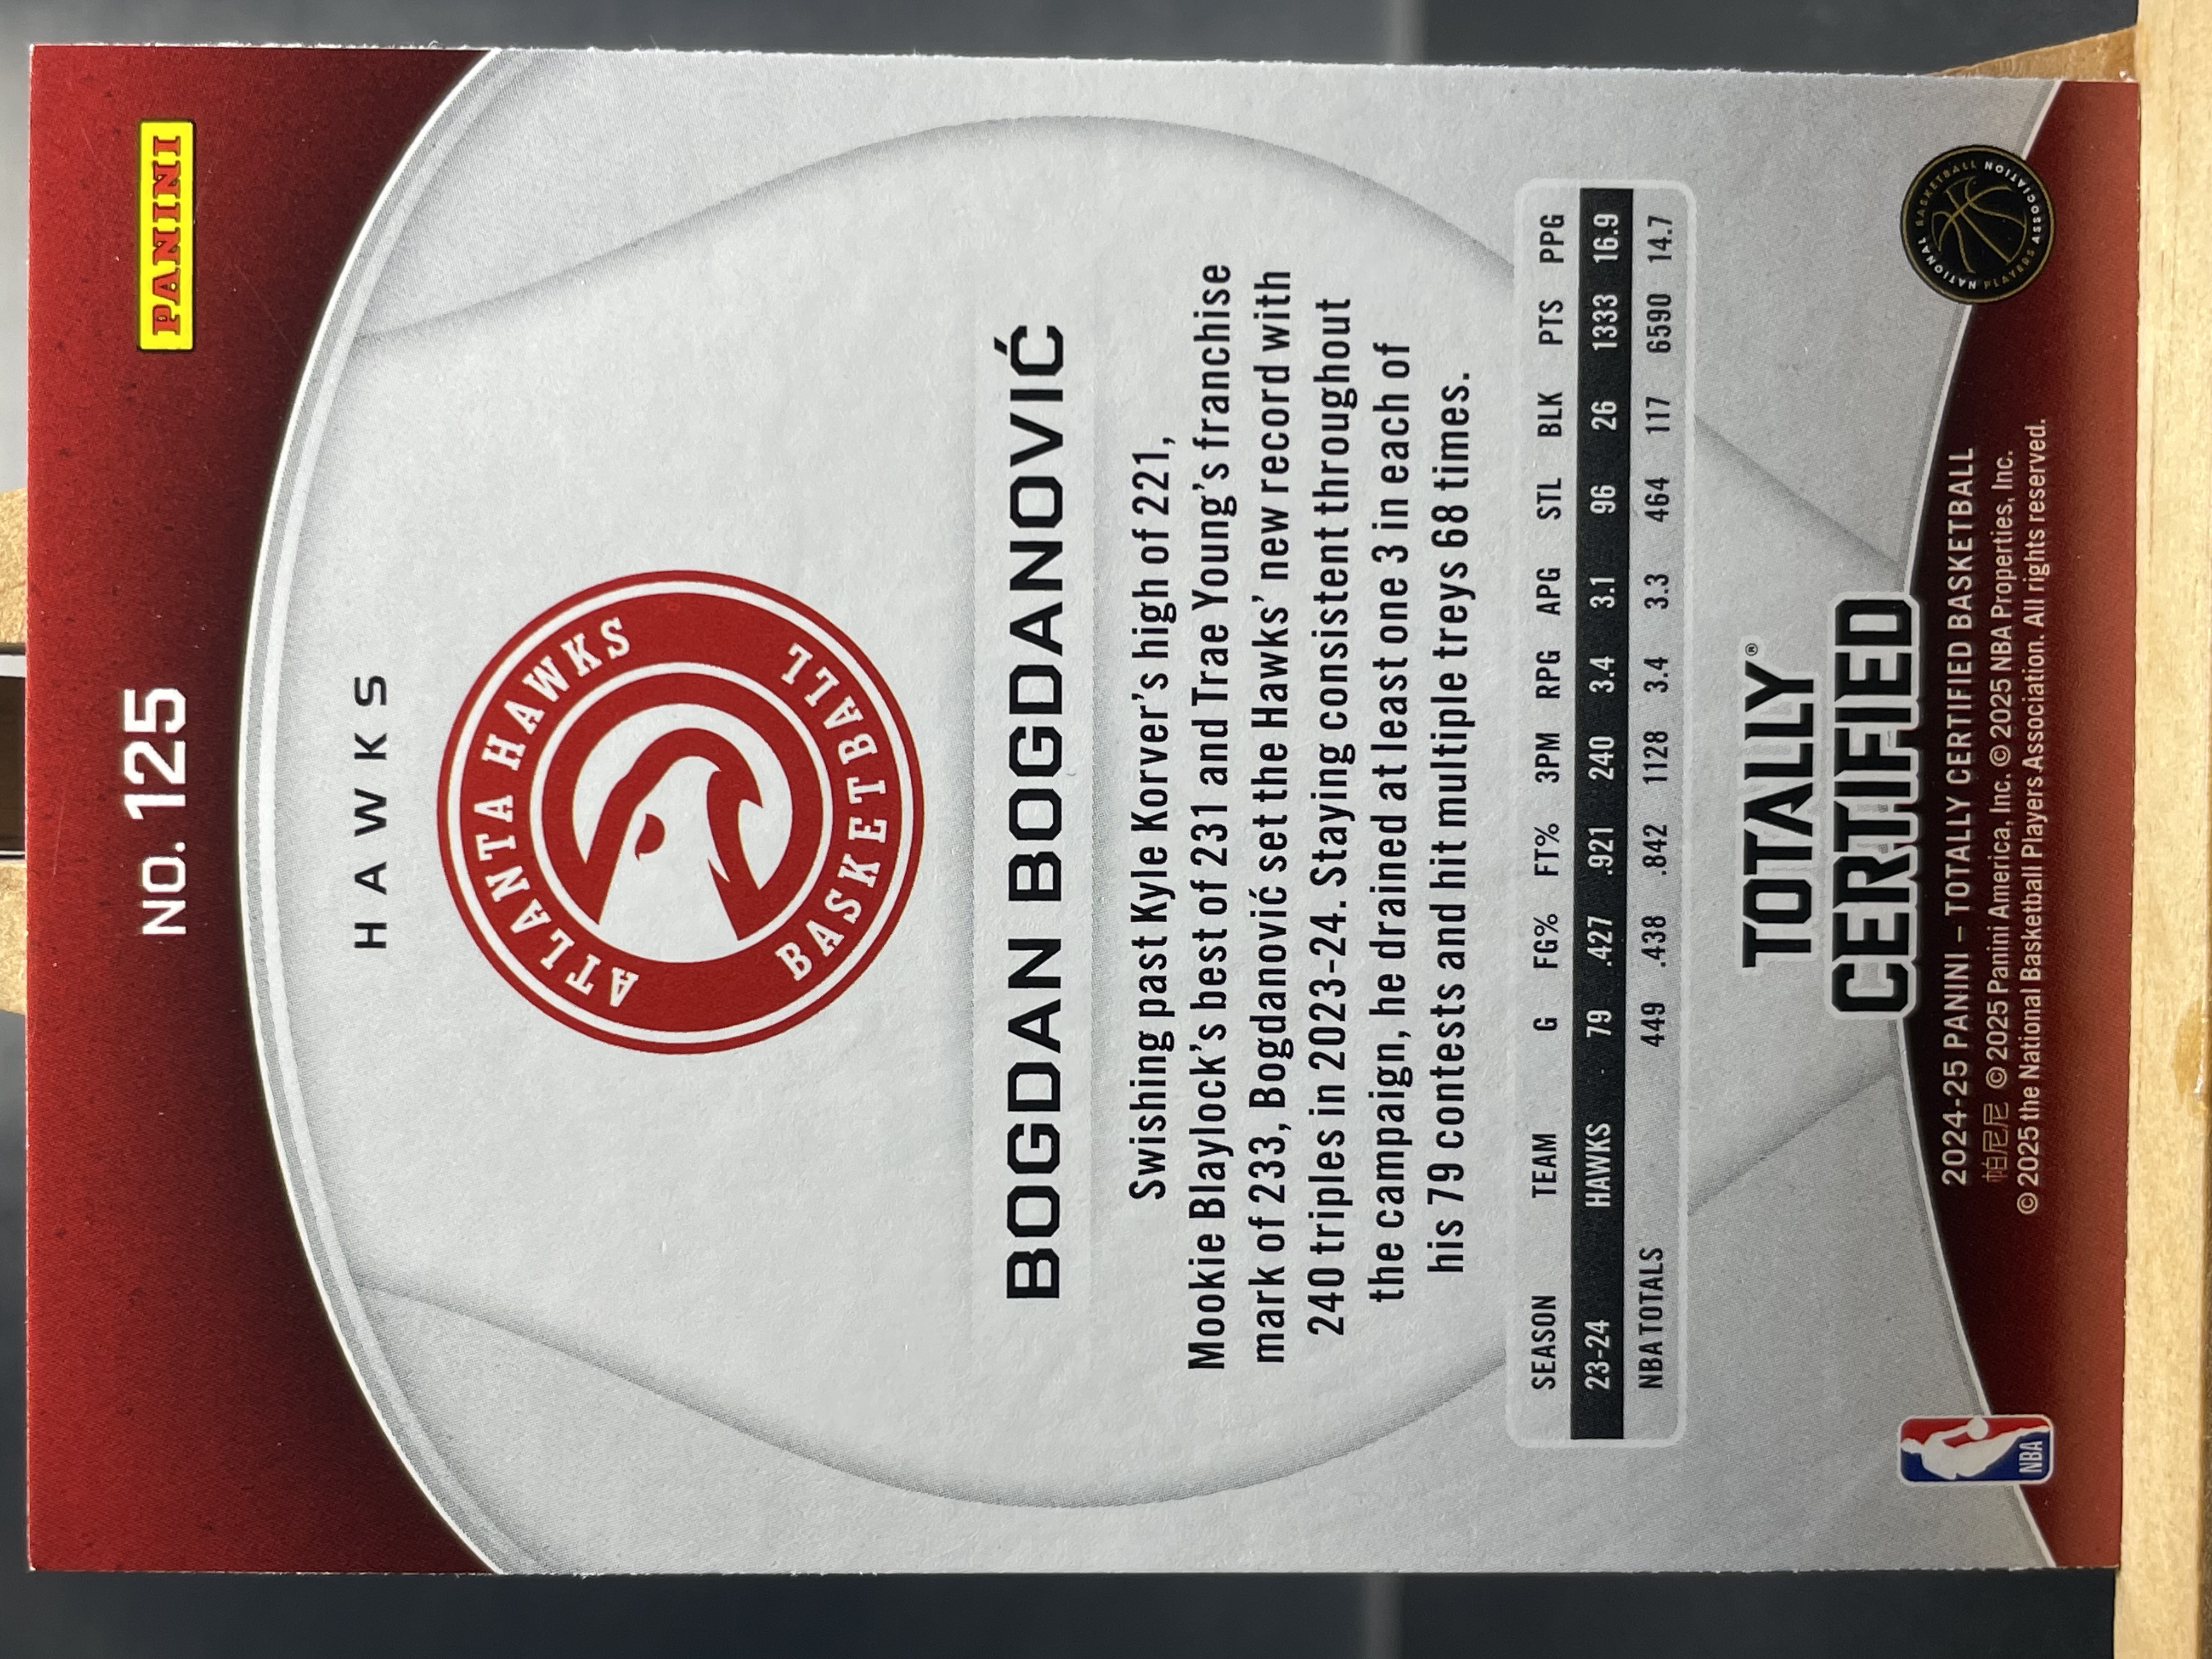 NO. 125
PANINI
HAWKS
ATLANTA HAWKS
BASKETBALL
BOGDAN BOGDANOVIĆ
Swishing past Kyle Korver's high of 221,
Mookie Blaylock's best of 231 and Trae Young's franchise
mark of 233, Bogdanović set the Hawks' new record with
240 triples in 2023-24. Staying consistent throughout
the campaign, he drained at least one 3 in each of
his 79 contests and hit multiple treys 68 times.
SEASON TEAM G FG% FT% 3PM RPG APG STL BLK PTS PPG
23-24 HAWKS 79 .427 .921 240 3.4 3.1 96 26 1333 16.9
NBA TOTALS 449 .438 .842 1128 3.4 3.3 464 117 6590 14.7
TOTALLY®
CERTIFIED
NBA
2024-25 PANINI – TOTALLY CERTIFIED BASKETBALL
帕尼尼 © 2025 Panini America, Inc. © 2025 NBA Properties, Inc.
© 2025 the National Basketball Players Association. All rights reserved.
NATIONAL BASKETBALL ASSOCIATION
PLAYERS